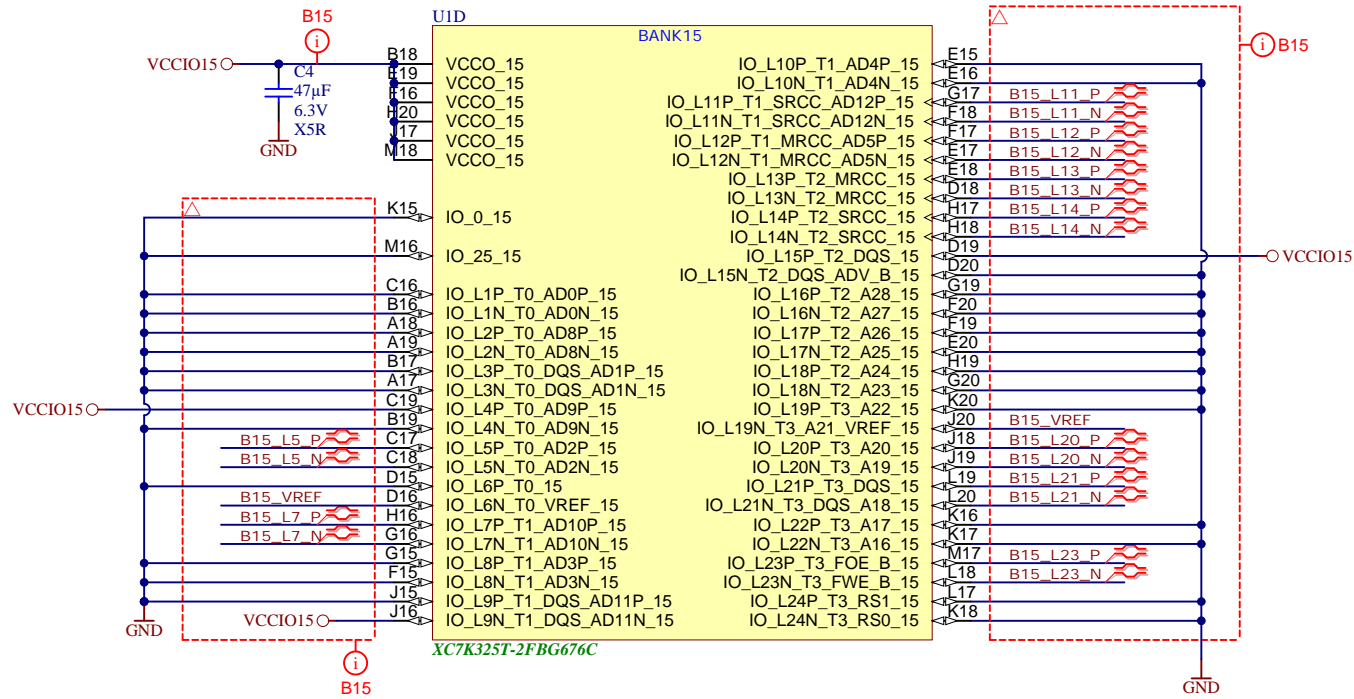 B15
U1D
BANK15
B15
VCCIO15
C4
47µF
6.3V
X5R
GND
B18 VCCO_15
E19 VCCO_15
F16 VCCO_15
H20 VCCO_15
J17 VCCO_15
M18 VCCO_15
K15 IO_0_15
M16 IO_25_15
C16 IO_L1P_T0_AD0P_15
B16 IO_L1N_T0_AD0N_15
A18 IO_L2P_T0_AD8P_15
A19 IO_L2N_T0_AD8N_15
B17 IO_L3P_T0_DQS_AD1P_15
A17 IO_L3N_T0_DQS_AD1N_15
VCCIO15 C19 IO_L4P_T0_AD9P_15
B19 IO_L4N_T0_AD9N_15
B15_L5_P C17 IO_L5P_T0_AD2P_15
B15_L5_N C18 IO_L5N_T0_AD2N_15
D15 IO_L6P_T0_15
B15_VREF D16 IO_L6N_T0_VREF_15
B15_L7_P H16 IO_L7P_T1_AD10P_15
B15_L7_N G16 IO_L7N_T1_AD10N_15
G15 IO_L8P_T1_AD3P_15
F15 IO_L8N_T1_AD3N_15
J15 IO_L9P_T1_DQS_AD11P_15
VCCIO15 J16 IO_L9N_T1_DQS_AD11N_15
GND
B15
IO_L10P_T1_AD4P_15 E15
IO_L10N_T1_AD4N_15 E16
IO_L11P_T1_SRCC_AD12P_15 G17 B15_L11_P
IO_L11N_T1_SRCC_AD12N_15 F18 B15_L11_N
IO_L12P_T1_MRCC_AD5P_15 F17 B15_L12_P
IO_L12N_T1_MRCC_AD5N_15 E17 B15_L12_N
IO_L13P_T2_MRCC_15 E18 B15_L13_P
IO_L13N_T2_MRCC_15 D18 B15_L13_N
IO_L14P_T2_SRCC_15 H17 B15_L14_P
IO_L14N_T2_SRCC_15 H18 B15_L14_N
IO_L15P_T2_DQS_15 D19 VCCIO15
IO_L15N_T2_DQS_ADV_B_15 D20
IO_L16P_T2_A28_15 G19
IO_L16N_T2_A27_15 F20
IO_L17P_T2_A26_15 F19
IO_L17N_T2_A25_15 E20
IO_L18P_T2_A24_15 H19
IO_L18N_T2_A23_15 G20
IO_L19P_T3_A22_15 K20
IO_L19N_T3_A21_VREF_15 J20 B15_VREF
IO_L20P_T3_A20_15 J18 B15_L20_P
IO_L20N_T3_A19_15 J19 B15_L20_N
IO_L21P_T3_DQS_15 L19 B15_L21_P
IO_L21N_T3_DQS_A18_15 L20 B15_L21_N
IO_L22P_T3_A17_15 K16
IO_L22N_T3_A16_15 K17
IO_L23P_T3_FOE_B_15 M17 B15_L23_P
IO_L23N_T3_FWE_B_15 L18 B15_L23_N
IO_L24P_T3_RS1_15 L17
IO_L24N_T3_RS0_15 K18
XC7K325T-2FBG676C
GND